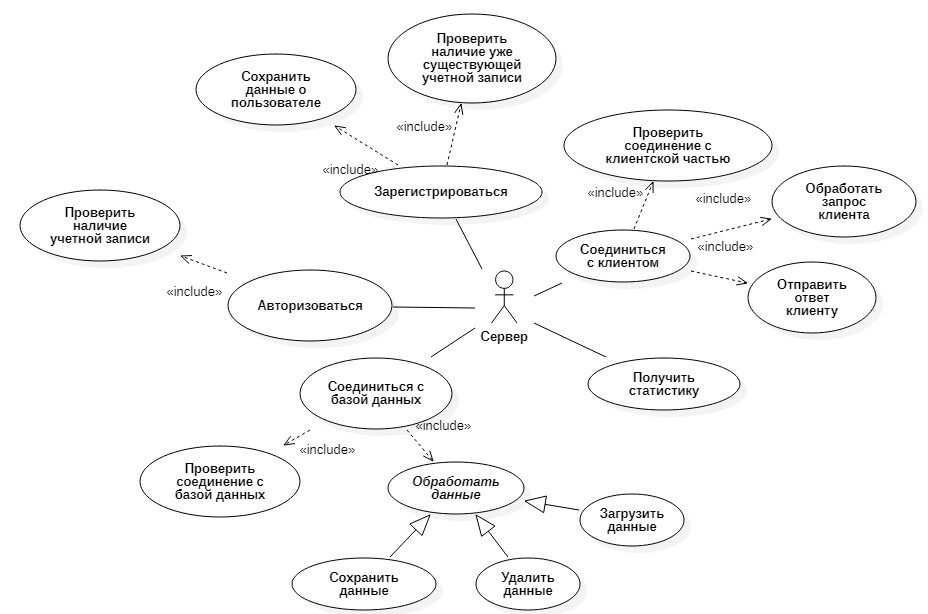 Проверить
наличие уже
существующей
учетной записи
Сохранить
данные о
пользователе
«include»
«include»
Зарегистрироваться
Проверить
соединение с
клиентской частью
«include»
«include»
Обработать
запрос
клиента
Проверить
наличие
учетной записи
Соединиться
с клиентом
«include»
«include»
Авторизоваться
Отправить
ответ
клиенту
Сервер
Соединиться с
базой данных
Получить
статистику
«include»
«include»
Проверить
соединение с
базой данных
Обработать
данные
Загрузить
данные
Сохранить
данные
Удалить
данные